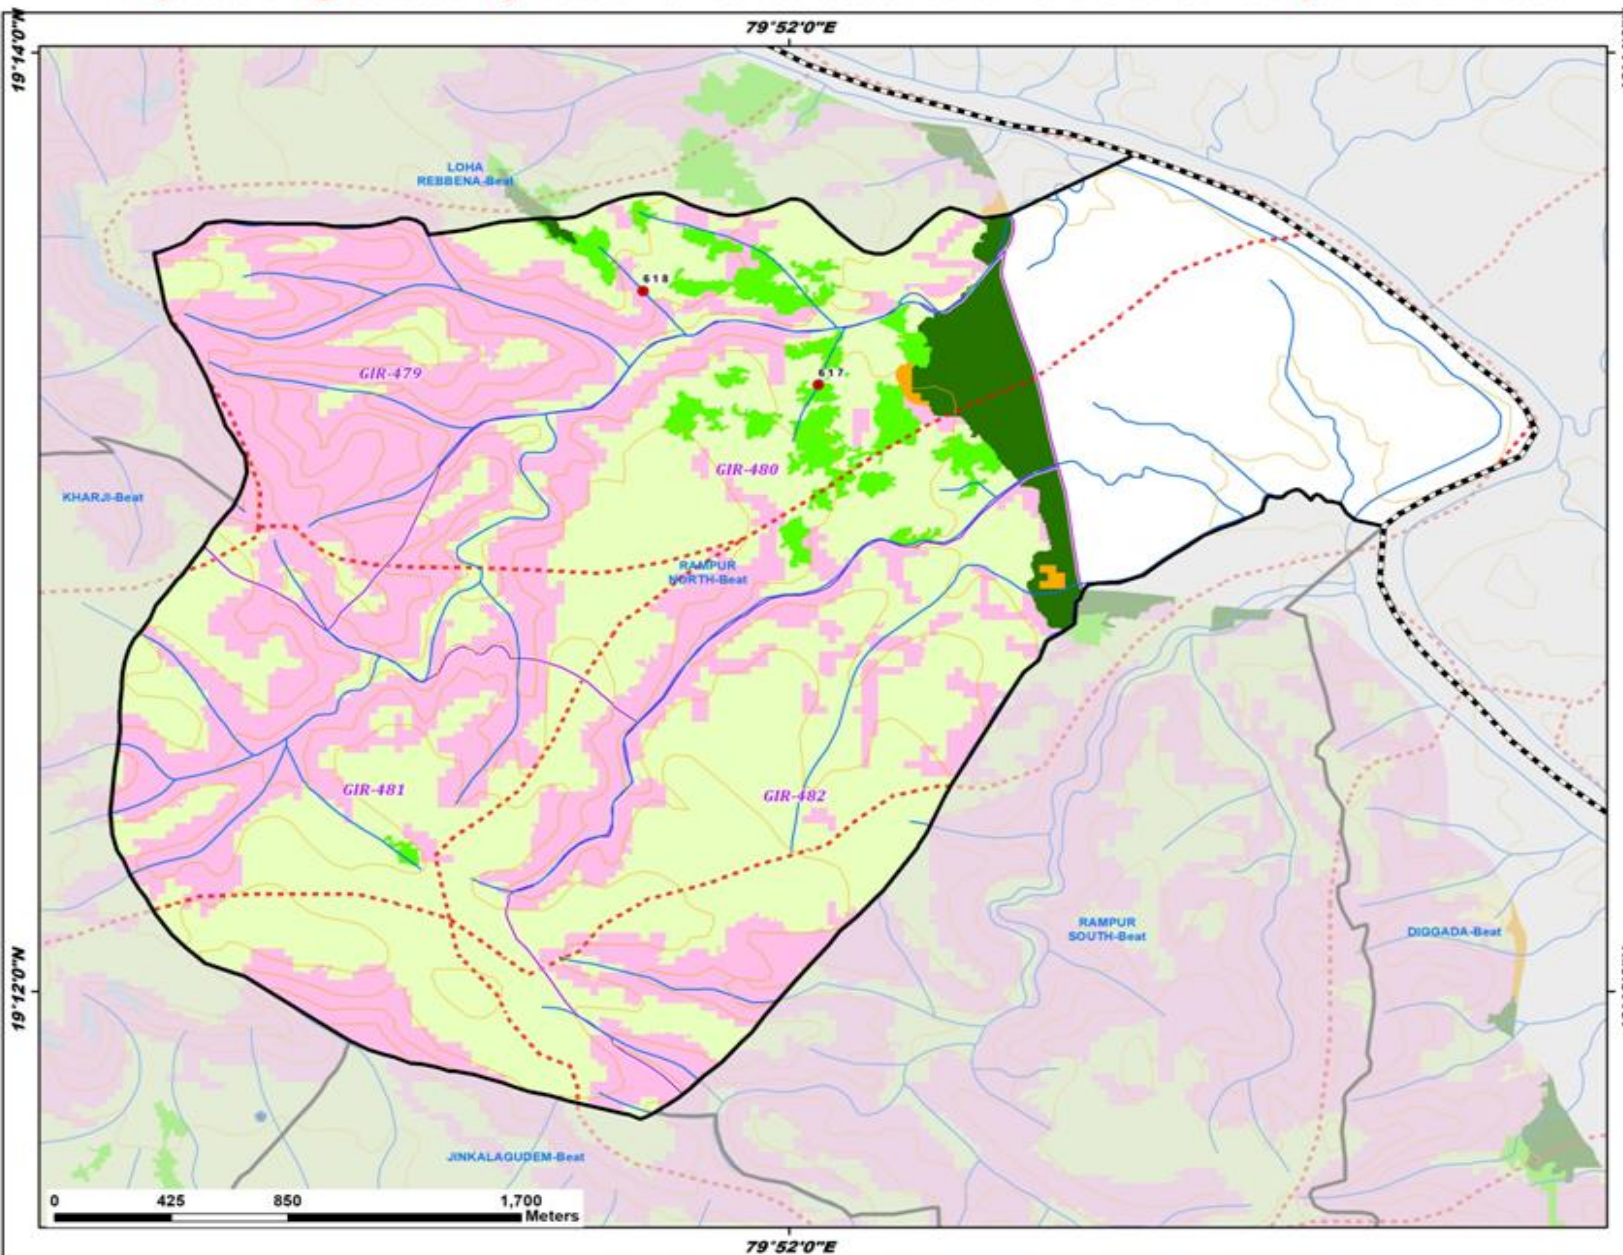 79°52'0"E
19°14'0"N
LOHA
REBBENA-Beat
618
GIR-479
617
GIR-480
KHARJI-Beat
RAMPUR
NORTH-Beat
GIR-481
GIR-482
RAMPUR
SOUTH-Beat
DIGGADA-Beat
19°12'0"N
JINKALAGUDEM-Beat
0 425 850 1,700
Meters
79°52'0"E